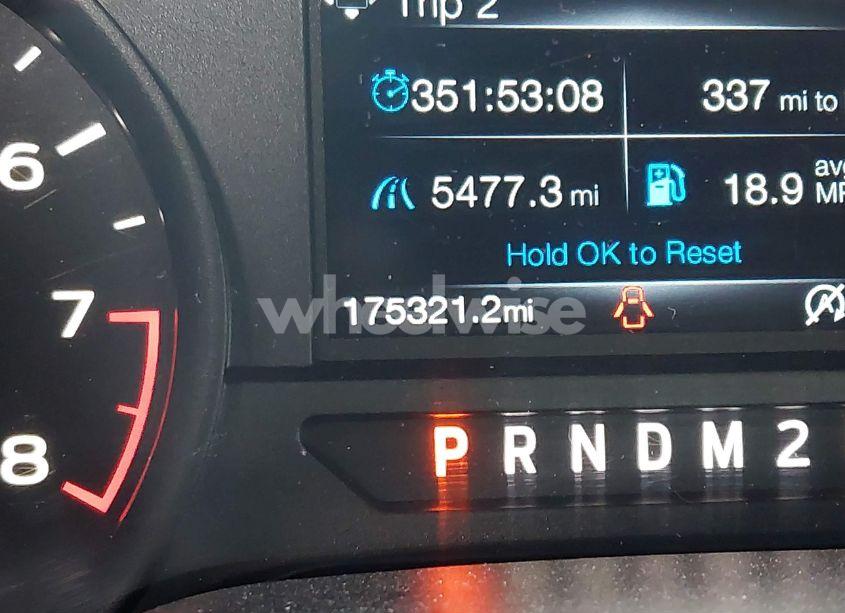 Trip 2
351:53:08
337 mi to
5477.3 mi
18.9
Hold OK to Reset
wheelwise
175321.2mi
6
7
8
P R N D M 2